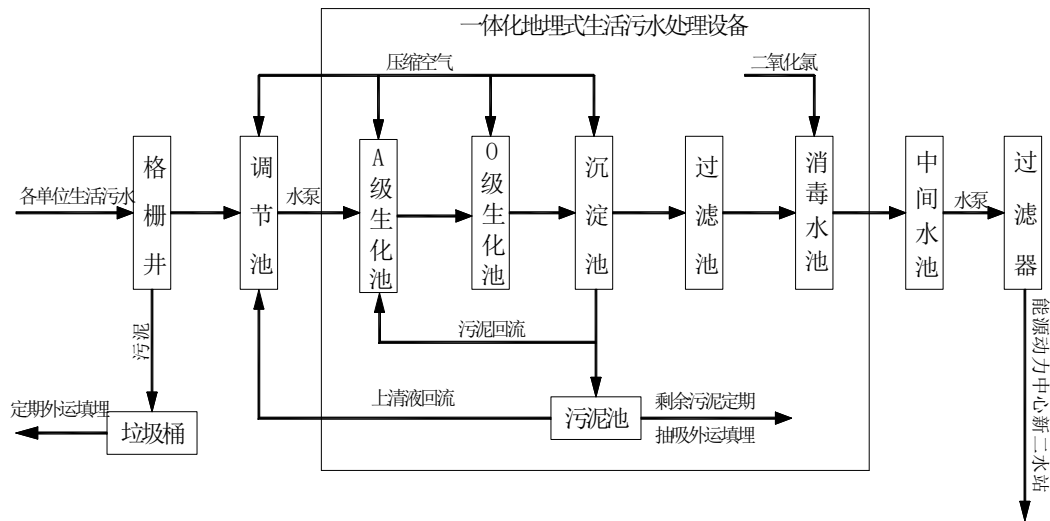 一体化地埋式生活污水处理设备
压缩空气
二氧化氯
各单位生活污水
格栅井
调节池
水泵
A级生化池
O级生化池
沉淀池
过滤池
消毒水池
中间水池
水泵
过滤器
污泥
污泥回流
定期外运填埋
垃圾桶
上清液回流
污泥池
剩余污泥定期
抽吸外运填埋
能源动力中心新二水站